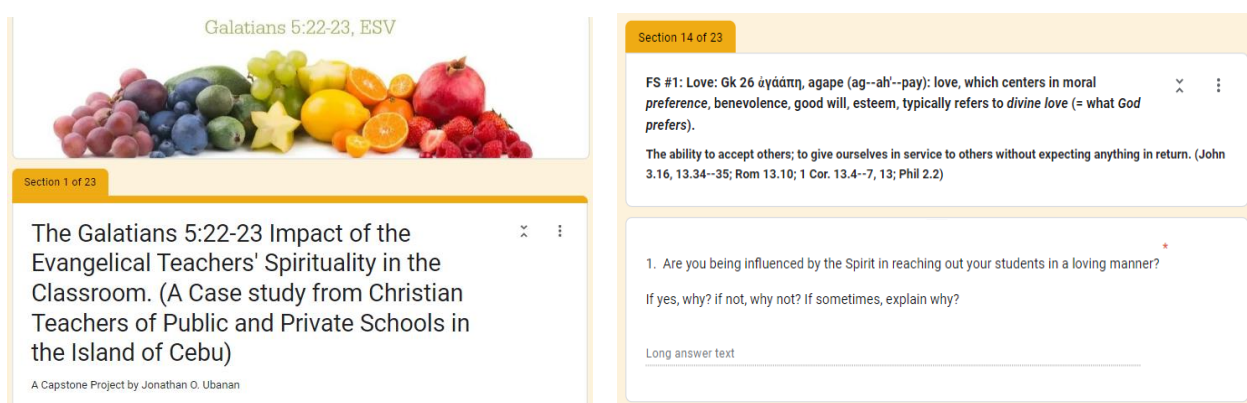 Galatians 5:22-23, ESV
Section 1 of 23
The Galatians 5:22-23 Impact of the
Evangelical Teachers' Spirituality in the
Classroom. (A Case study from Christian
Teachers of Public and Private Schools in
the Island of Cebu)
A Capstone Project by Jonathan O. Ubanan
Section 14 of 23
FS #1: Love: Gk 26 ἀγάάπη, agape (ag--ah'--pay): love, which centers in moral
preference, benevolence, good will, esteem, typically refers to divine love (= what God
prefers).
The ability to accept others; to give ourselves in service to others without expecting anything in return. (John
3.16, 13.34--35; Rom 13.10; 1 Cor. 13.4--7, 13; Phil 2.2)
1. Are you being influenced by the Spirit in reaching out your students in a loving manner?
*
If yes, why? if not, why not? If sometimes, explain why?
Long answer text